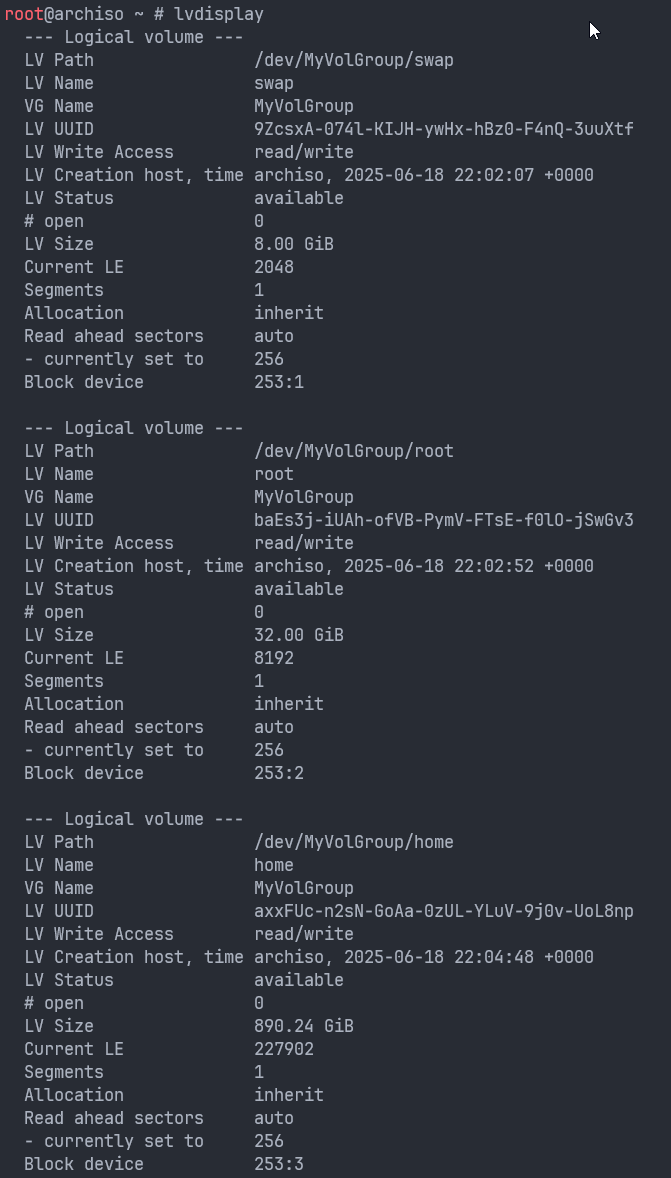 root@archiso ~ # lvdisplay
--- Logical volume ---
LV Path                /dev/MyVolGroup/swap
LV Name                swap
VG Name                MyVolGroup
LV UUID                9ZcsxA-074l-KIJH-ywHx-hBz0-F4nQ-3uuXtf
LV Write Access        read/write
LV Creation host, time archiso, 2025-06-18 22:02:07 +0000
LV Status              available
# open                 0
LV Size                8.00 GiB
Current LE             2048
Segments               1
Allocation             inherit
Read ahead sectors     auto
- currently set to     256
Block device           253:1
--- Logical volume ---
LV Path                /dev/MyVolGroup/root
LV Name                root
VG Name                MyVolGroup
LV UUID                baEs3j-iUAh-ofVB-PymV-FTsE-f0lO-jSwGv3
LV Write Access        read/write
LV Creation host, time archiso, 2025-06-18 22:02:52 +0000
LV Status              available
# open                 0
LV Size                32.00 GiB
Current LE             8192
Segments               1
Allocation             inherit
Read ahead sectors     auto
- currently set to     256
Block device           253:2
--- Logical volume ---
LV Path                /dev/MyVolGroup/home
LV Name                home
VG Name                MyVolGroup
LV UUID                axxFUc-n2sN-GoAa-0zUL-YLuV-9j0v-UoL8np
LV Write Access        read/write
LV Creation host, time archiso, 2025-06-18 22:04:48 +0000
LV Status              available
# open                 0
LV Size                890.24 GiB
Current LE             227902
Segments               1
Allocation             inherit
Read ahead sectors     auto
- currently set to     256
Block device           253:3